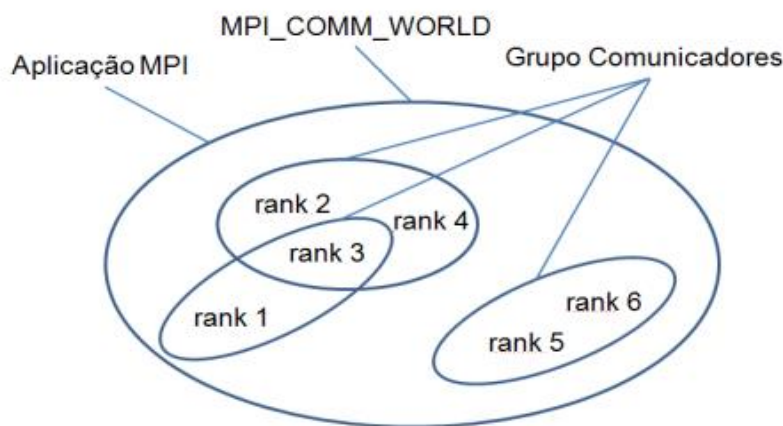 MPI_COMM_WORLD
Aplicação MPI
Grupo Comunicadores
rank 2
rank 4
rank 3
rank 1
rank 6
rank 5